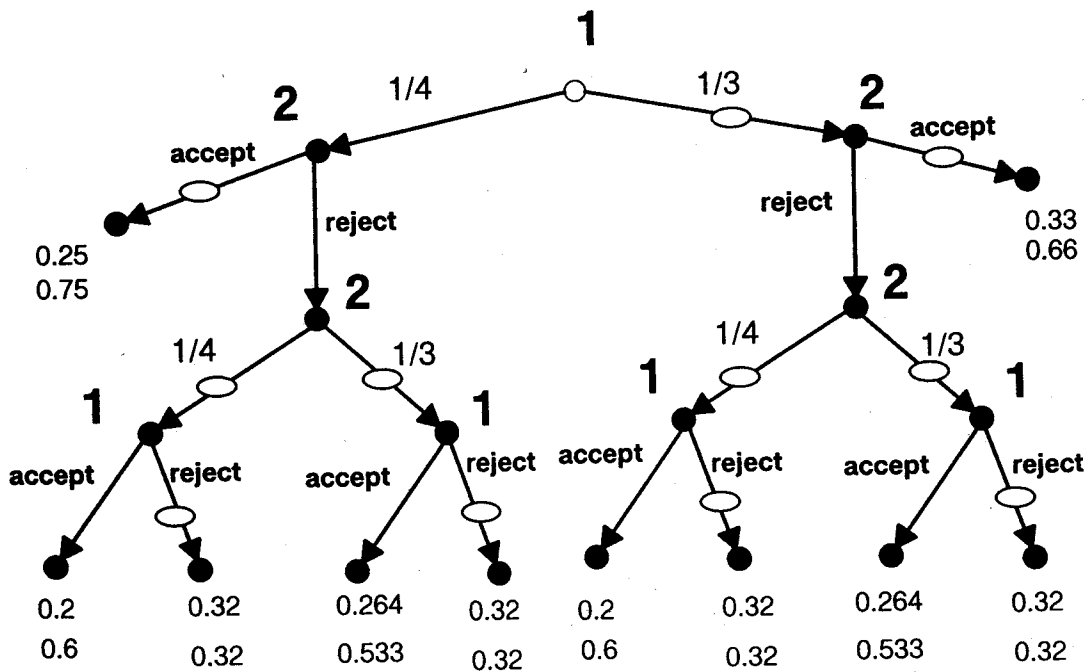 1
1/4 1/3
2 2
accept accept
reject reject
0.25 0.33
0.75 0.66
2 2
1/4 1/3 1/4 1/3
1 1 1 1
accept reject accept reject accept reject accept reject
0.2 0.32 0.264 0.32 0.2 0.32 0.264 0.32
0.6 0.32 0.533 0.32 0.6 0.32 0.533 0.32